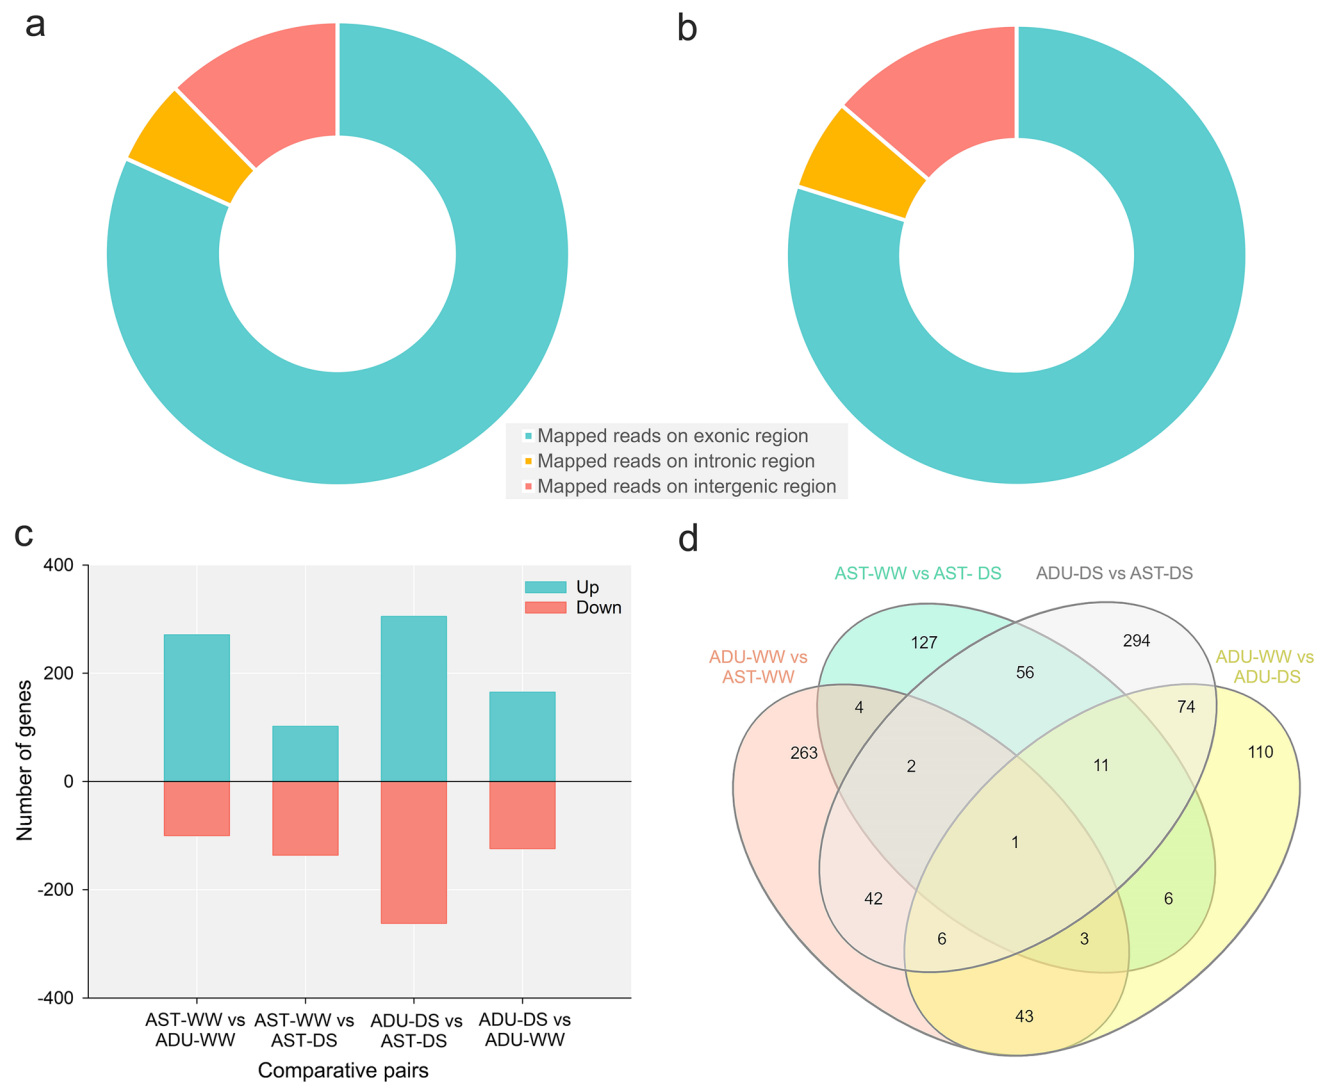 a
b
Mapped reads on exonic region
Mapped reads on intronic region
Mapped reads on intergenic region
c
400
200
0
-200
-400
Number of genes
Up
Down
AST-WW vs
ADU-WW
AST-WW vs
AST-DS
ADU-DS vs
AST-DS
ADU-DS vs
ADU-WW
Comparative pairs
d
AST-WW vs AST- DS
ADU-DS vs AST-DS
ADU-WW vs
AST-WW
ADU-WW vs
ADU-DS
127
294
56
4
74
263
2
11
110
1
42
6
6
3
43